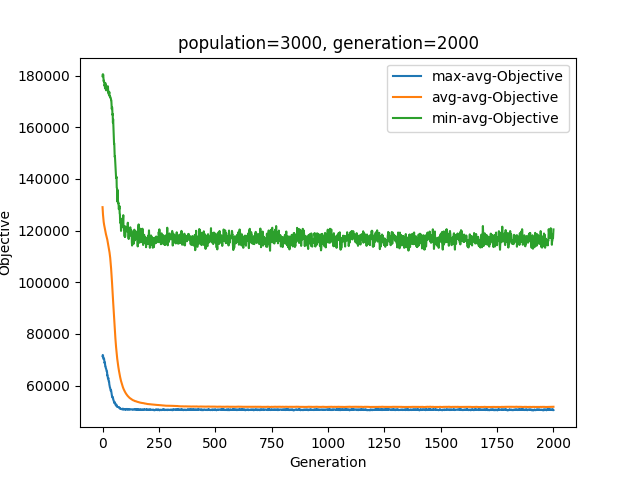 population=3000, generation=2000
max-avg-Objective
avg-avg-Objective
min-avg-Objective
180000
160000
140000
120000
100000
80000
60000
Objective
0 250 500 750 1000 1250 1500 1750 2000
Generation